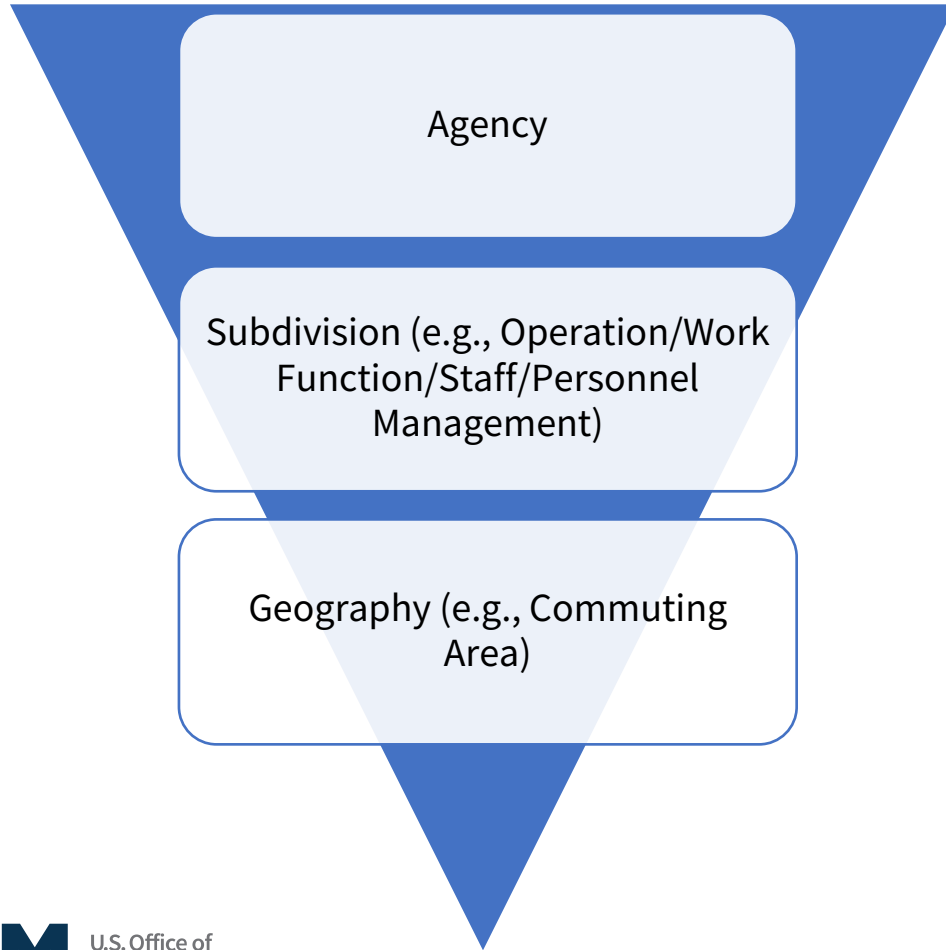 Agency
Subdivision (e.g., Operation/Work
Function/Staff/Personnel
Management)
Geography (e.g., Commuting
Area)
U.S. Office of